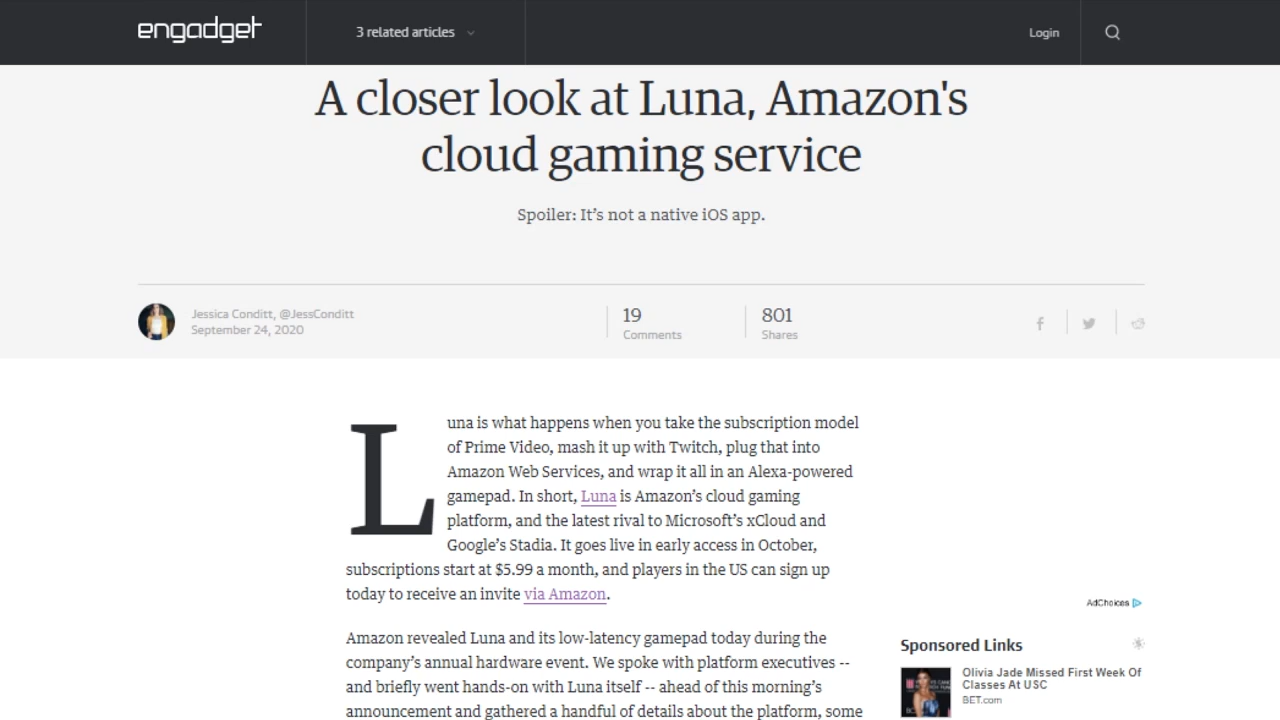 engadget
3 related articles
Login
A closer look at Luna, Amazon's
cloud gaming service
Spoiler: It's not a native iOS app.
Jessica Conditt, @JessConditt
September 24, 2020
19
Comments
801
Shares
Luna is what happens when you take the subscription model
of Prime Video, mash it up with Twitch, plug that into
Amazon Web Services, and wrap it all in an Alexa-powered
gamepad. In short, Luna is Amazon's cloud gaming
platform, and the latest rival to Microsoft's xCloud and
Google's Stadia. It goes live in early access in October,
subscriptions start at $5.99 a month, and players in the US can sign up
today to receive an invite via Amazon.
Amazon revealed Luna and its low-latency gamepad today during the
company's annual hardware event. We spoke with platform executives --
and briefly went hands-on with Luna itself -- ahead of this morning's
announcement and gathered a handful of details about the platform, some
AdChoices
Sponsored Links
Olivia Jade Missed First Week Of
Classes At USC
BET.com